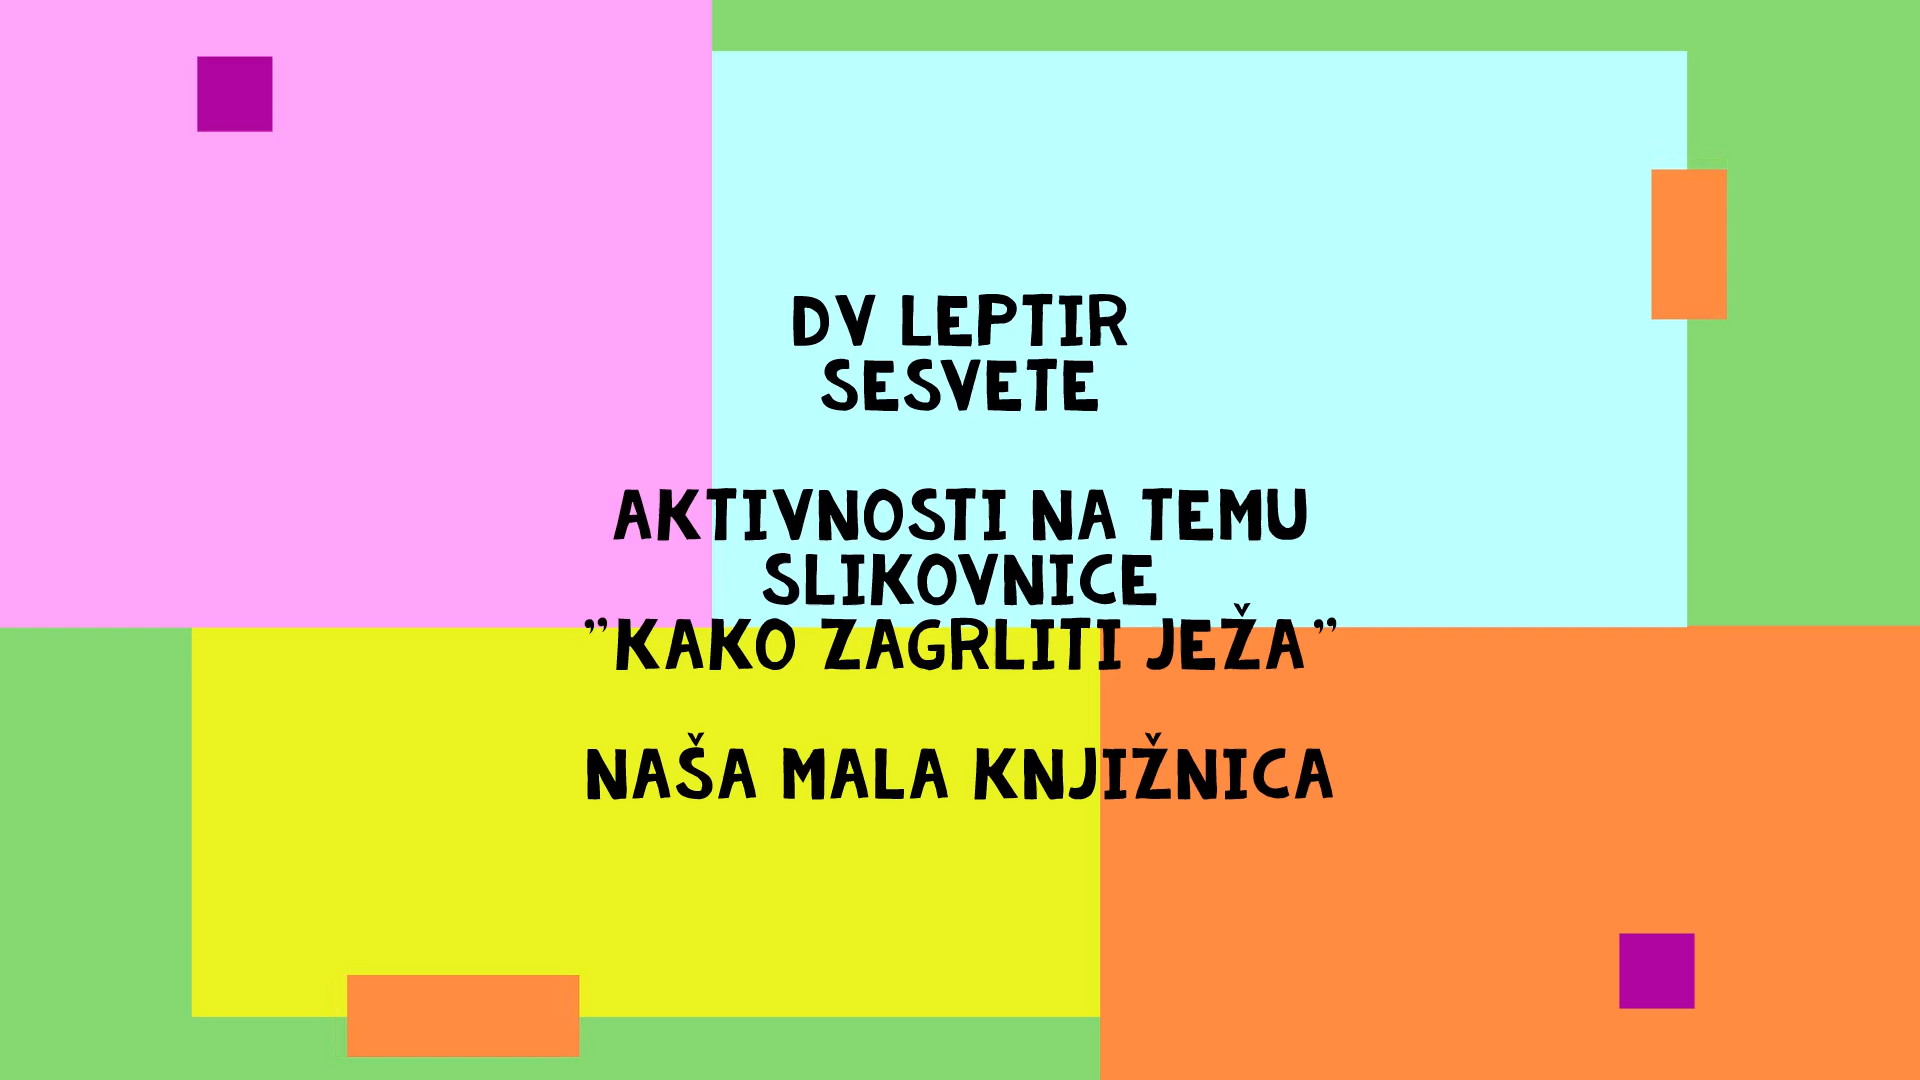 DV LEPTIR
SESVETE
AKTIVNOSTI NA TEMU
SLIKOVNICE
”KAKO ZAGRLITI JEŽA”
NAŠA MALA KNJIŽNICA